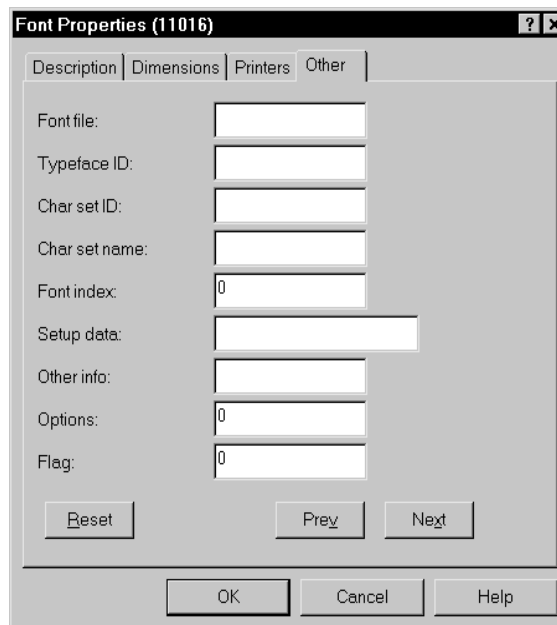 Font Properties (11016)
Description Dimensions Printers Other
Font file:
Typeface ID:
Char set ID:
Char set name:
Font index: 0
Setup data:
Other info:
Options: 0
Flag: 0
Reset Prev Next
OK Cancel Help